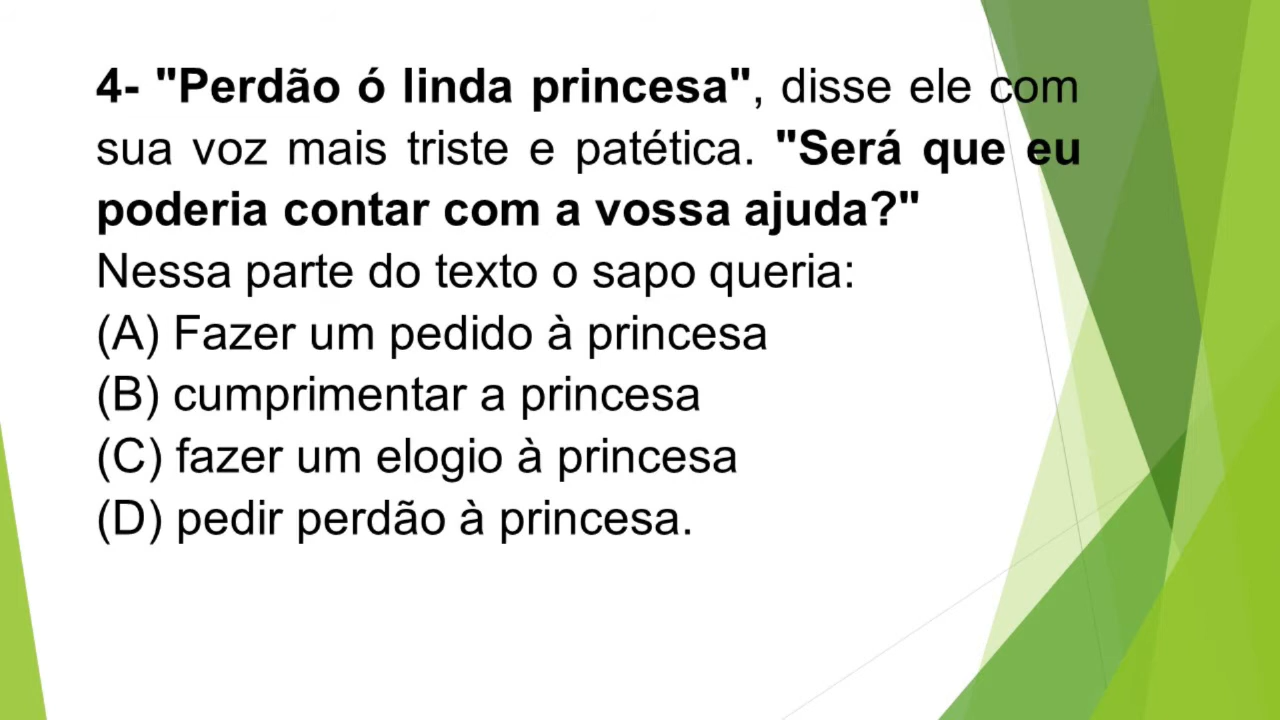 4- "Perdão ó linda princesa", disse ele com
sua voz mais triste e patética. "Será que eu
poderia contar com a vossa ajuda?"
Nessa parte do texto o sapo queria:
(A) Fazer um pedido à princesa
(B) cumprimentar a princesa
(C) fazer um elogio à princesa
(D) pedir perdão à princesa.